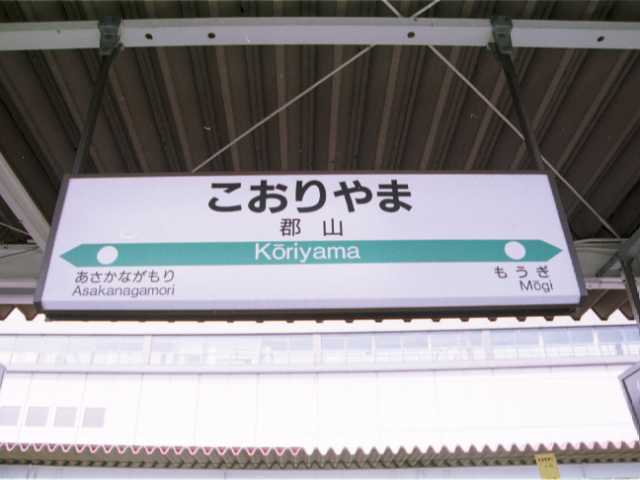 こおりやま
郡山
Kōriyama
あさかながもり
Asakanagamori
もうぎ
Mōgi